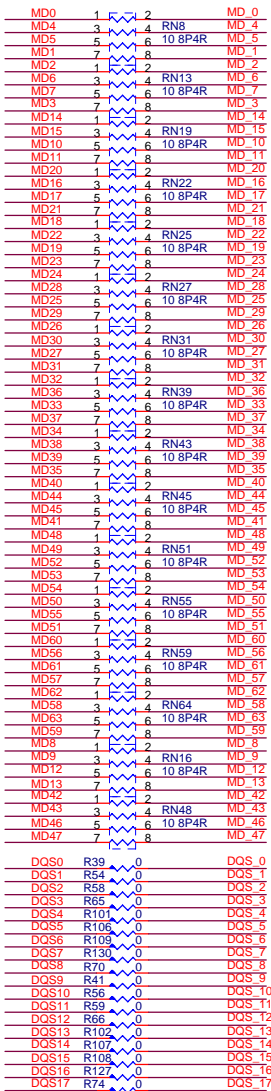 MD0 1 2 MD_0
MD4 3 4 RN8 MD_4
MD5 5 6 10 8P4R MD_5
MD1 7 8 MD_1
MD2 1 2 MD_2
MD6 3 4 RN13 MD_6
MD7 5 6 10 8P4R MD_7
MD3 7 8 MD_3
MD14 1 2 MD_14
MD15 3 4 RN19 MD_15
MD10 5 6 10 8P4R MD_10
MD11 7 8 MD_11
MD20 1 2 MD_20
MD16 3 4 RN22 MD_16
MD17 5 6 10 8P4R MD_17
MD21 7 8 MD_21
MD18 1 2 MD_18
MD22 3 4 RN25 MD_22
MD19 5 6 10 8P4R MD_19
MD23 7 8 MD_23
MD24 1 2 MD_24
MD28 3 4 RN27 MD_28
MD25 5 6 10 8P4R MD_25
MD29 7 8 MD_29
MD26 1 2 MD_26
MD30 3 4 RN31 MD_30
MD27 5 6 10 8P4R MD_27
MD31 7 8 MD_31
MD32 1 2 MD_32
MD36 3 4 RN39 MD_36
MD33 5 6 10 8P4R MD_33
MD37 7 8 MD_37
MD34 1 2 MD_34
MD38 3 4 RN43 MD_38
MD39 5 6 10 8P4R MD_39
MD35 7 8 MD_35
MD40 1 2 MD_40
MD44 3 4 RN45 MD_44
MD45 5 6 10 8P4R MD_45
MD41 7 8 MD_41
MD48 1 2 MD_48
MD49 3 4 RN51 MD_49
MD52 5 6 10 8P4R MD_52
MD53 7 8 MD_53
MD54 1 2 MD_54
MD50 3 4 RN55 MD_50
MD55 5 6 10 8P4R MD_55
MD51 7 8 MD_51
MD60 1 2 MD_60
MD56 3 4 RN59 MD_56
MD61 5 6 10 8P4R MD_61
MD57 7 8 MD_57
MD62 1 2 MD_62
MD58 3 4 RN64 MD_58
MD63 5 6 10 8P4R MD_63
MD59 7 8 MD_59
MD8 1 2 MD_8
MD9 3 4 RN16 MD_9
MD12 5 6 10 8P4R MD_12
MD13 7 8 MD_13
MD42 1 2 MD_42
MD43 3 4 RN48 MD_43
MD46 5 6 10 8P4R MD_46
MD47 7 8 MD_47
DQS0 R39 0 DQS_0
DQS1 R54 0 DQS_1
DQS2 R58 0 DQS_2
DQS3 R65 0 DQS_3
DQS4 R101 0 DQS_4
DQS5 R106 0 DQS_5
DQS6 R109 0 DQS_6
DQS7 R130 0 DQS_7
DQS8 R70 0 DQS_8
DQS9 R41 0 DQS_9
DQS10 R56 0 DQS_10
DQS11 R59 0 DQS_11
DQS12 R66 0 DQS_12
DQS13 R102 0 DQS_13
DQS14 R107 0 DQS_14
DQS15 R108 0 DQS_15
DQS16 R127 0 DQS_16
DQS17 R74 0 DQS_17